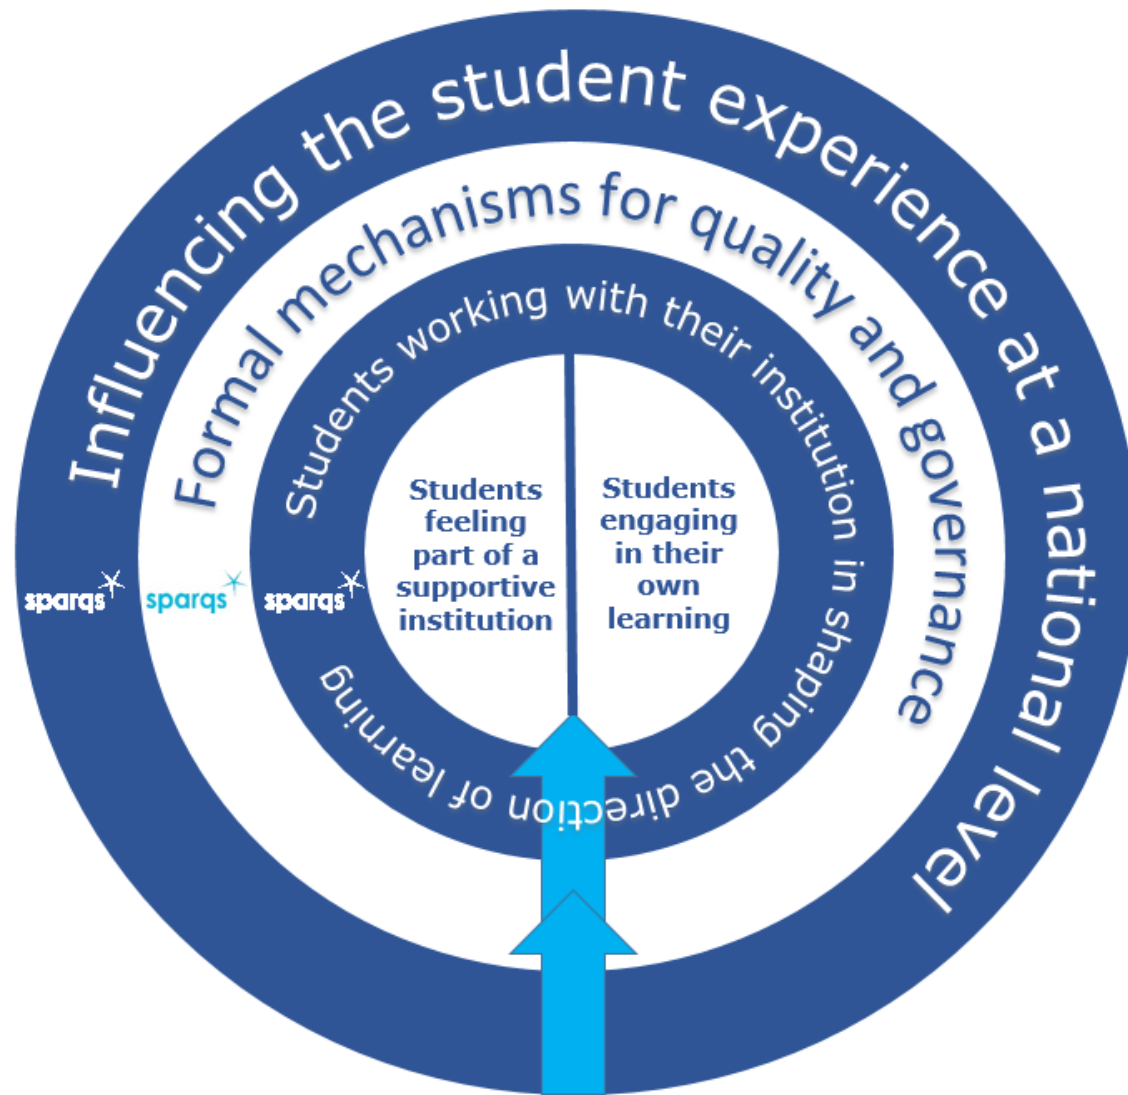 Influencing the student experience at a national level
Formal mechanisms for quality and governance
Students working with their institution in shaping the direction of learning
Students
feeling
part of a
supportive
institution
Students
engaging
in their
own
learning
sparqs
sparqs
sparqs